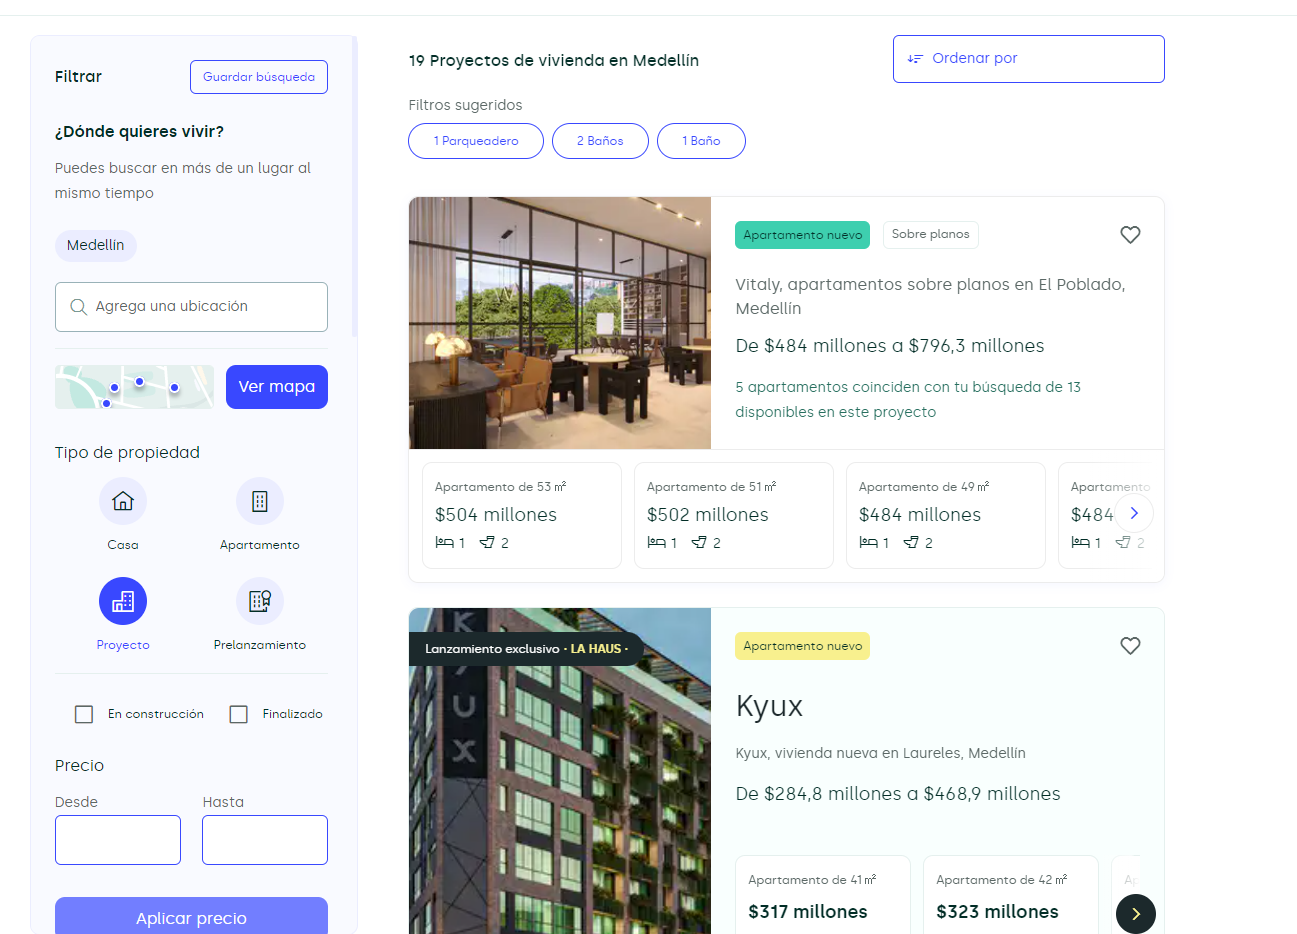 Filtrar
Guardar búsqueda
¿Dónde quieres vivir?
Puedes buscar en más de un lugar al
mismo tiempo
Medellín
Agrega una ubicación
Ver mapa
Tipo de propiedad
Casa
Apartamento
Proyecto
Prelanzamiento
En construcción
Finalizado
Precio
Desde
Hasta
Aplicar precio
19 Proyectos de vivienda en Medellín
Ordenar por
Filtros sugeridos
1 Parqueadero
2 Baños
1 Baño
Apartamento nuevo
Sobre planos
Vitaly, apartamentos sobre planos en El Poblado,
Medellín
De $484 millones a $796,3 millones
5 apartamentos coinciden con tu búsqueda de 13
disponibles en este proyecto
Apartamento de 53 m²
$504 millones
1 2
Apartamento de 51 m²
$502 millones
1 2
Apartamento de 49 m²
$484 millones
1 2
Apartamento
$484
1 2
KYUX
Lanzamiento exclusivo · LA HAUS ·
Apartamento nuevo
Kyux
Kyux, vivienda nueva en Laureles, Medellín
De $284,8 millones a $468,9 millones
Apartamento de 41 m²
$317 millones
Apartamento de 42 m²
$323 millones